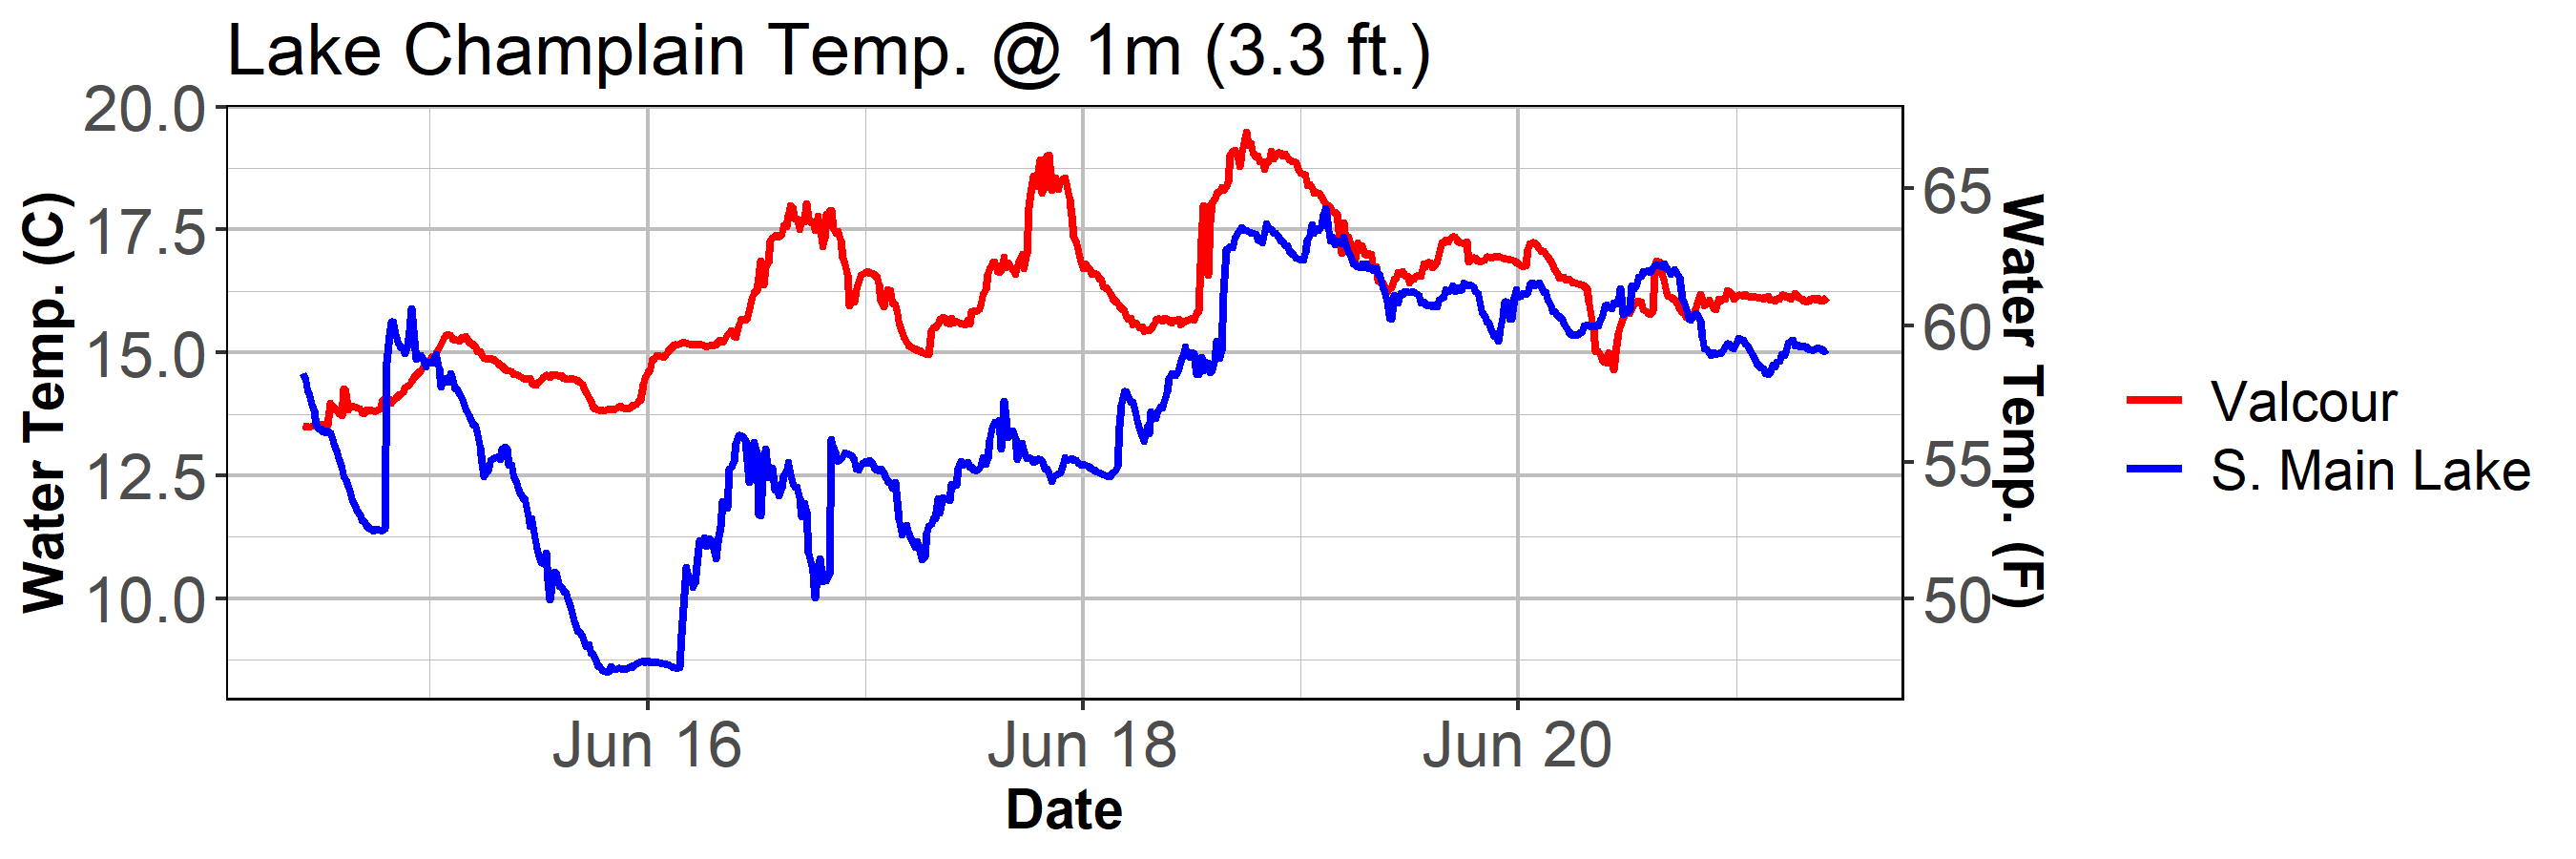 Lake Champlain Temp. @ 1m (3.3 ft.)
Water Temp. (C)
20.0
17.5
15.0
12.5
10.0
65
60
55
50
Water Temp. (F)
Jun 16
Jun 18
Jun 20
Date
Valcour
S. Main Lake